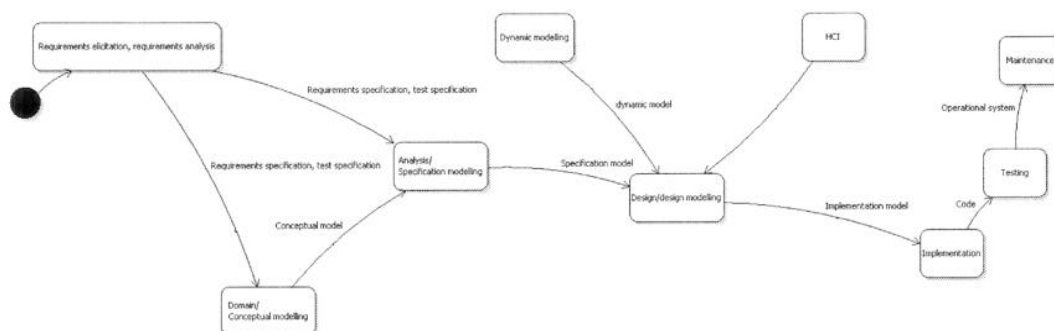 Requirements elicitation, requirements analysis
Dynamic modelling
HCI
Maintenance
Requirements specification, test specification
dynamic model
Operational system
Requirements specification, test specification
Analysis/
Specification modelling
Specification model
Testing
Design/design modelling
Implementation model
Code
Conceptual model
Implementation
Domain/
Conceptual modelling